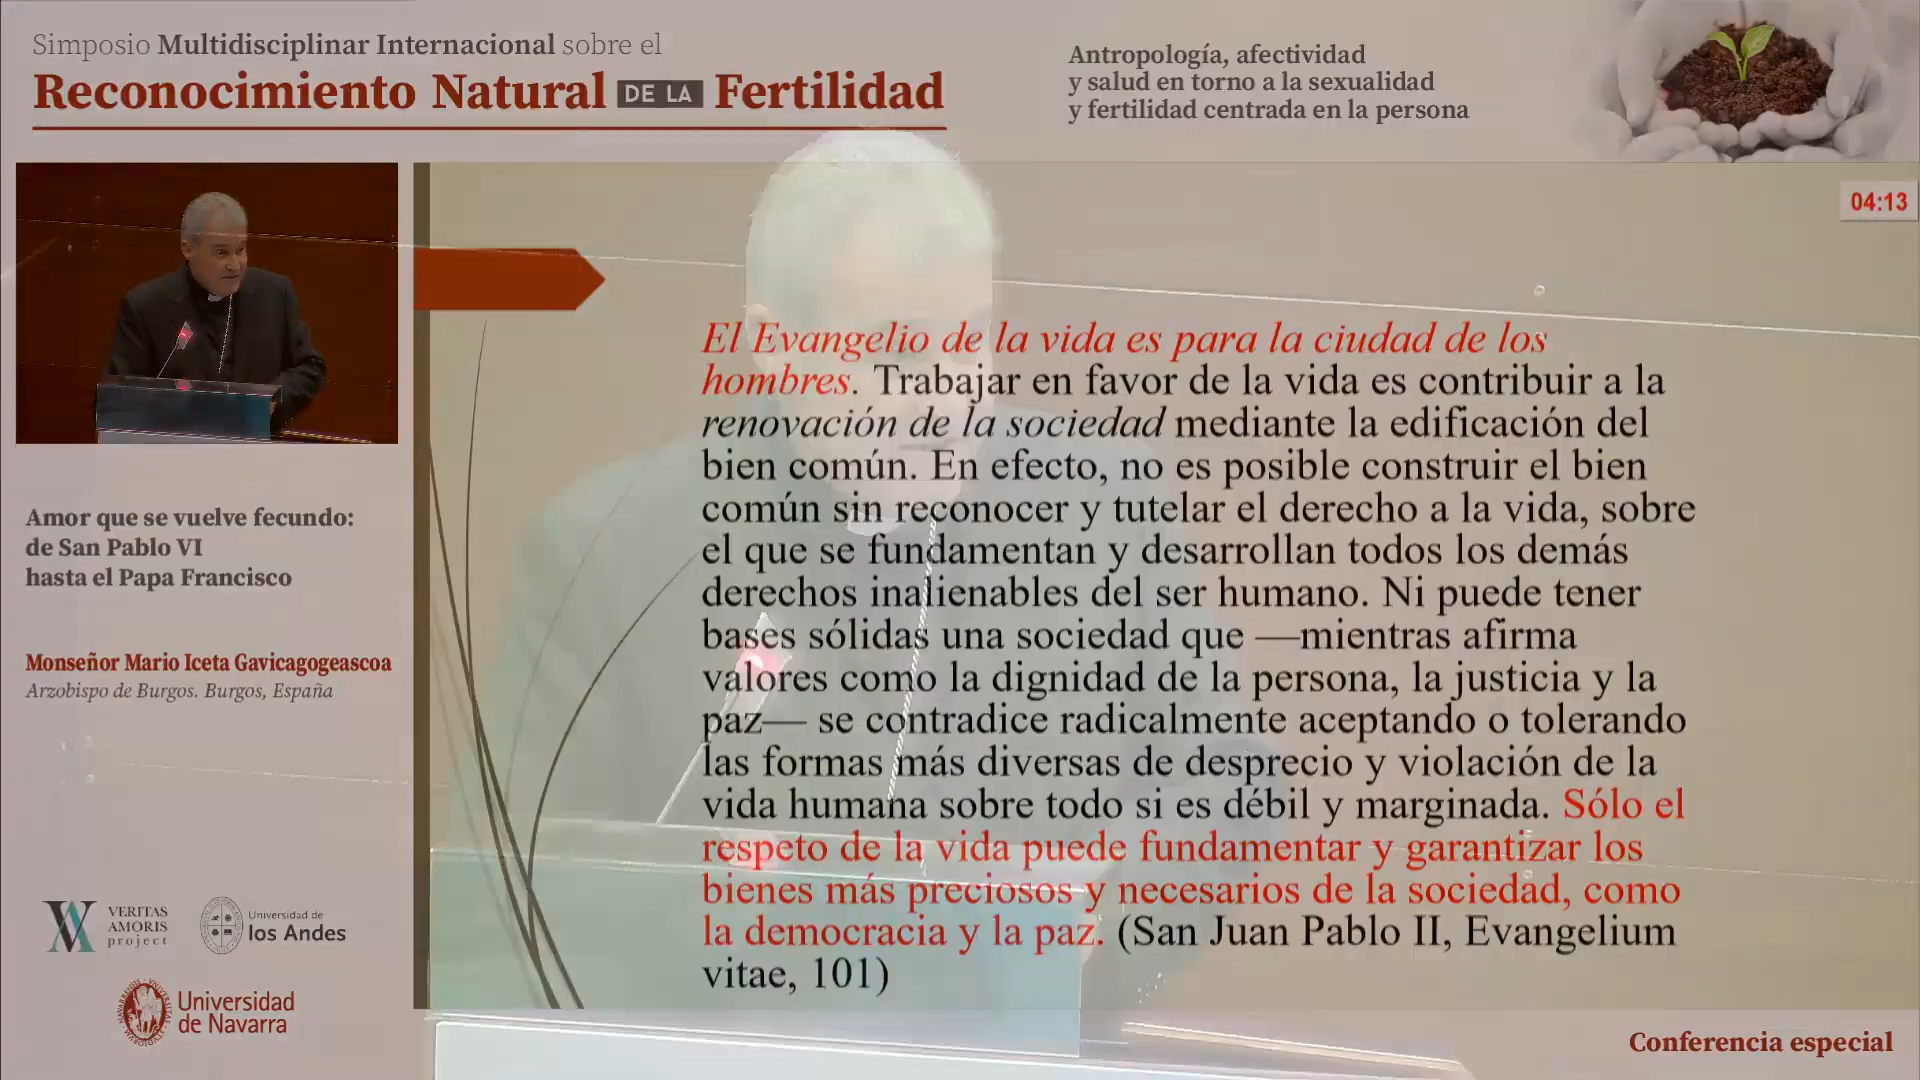 Simposio Multidisciplinar Internacional sobre el
Reconocimiento Natural DE LA Fertilidad
Antropología, afectividad
y salud en torno a la sexualidad
y fertilidad centrada en la persona
04:13
El Evangelio de la vida es para la ciudad de los
hombres. Trabajar en favor de la vida es contribuir a la
renovación de la sociedad mediante la edificación del
bien común. En efecto, no es posible construir el bien
común sin reconocer y tutelar el derecho a la vida, sobre
el que se fundamentan y desarrollan todos los demás
derechos inalienables del ser humano. Ni puede tener
bases sólidas una sociedad que —mientras afirma
valores como la dignidad de la persona, la justicia y la
paz— se contradice radicalmente aceptando o tolerando
las formas más diversas de desprecio y violación de la
vida humana sobre todo si es débil y marginada. Sólo el
respeto de la vida puede fundamentar y garantizar los
bienes más preciosos y necesarios de la sociedad, como
la democracia y la paz. (San Juan Pablo II, Evangelium
vitae, 101)
Amor que se vuelve fecundo:
de San Pablo VI
hasta el Papa Francisco
Monseñor Mario Iceta Gavicagogeascoa
Arzobispo de Burgos. Burgos, España
VERITAS
AMORIS
project
Universidad de
los Andes
Universidad
de Navarra
Conferencia especial